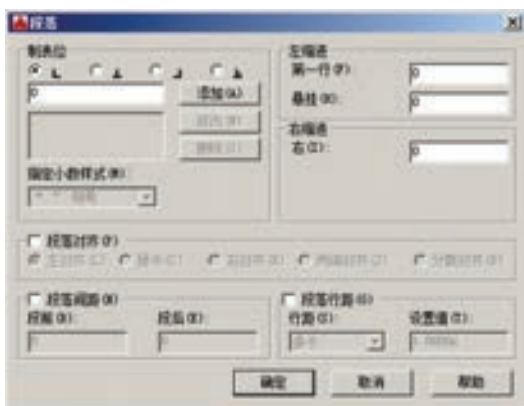 段落
制表位
左缩进
第一行(F):
0
0
添加(A)
悬挂(H):
0
修改(M)
右缩进
删除(D)
右(I):
0
指定小数样式(M):
段落对齐(P)
左对齐(L)
居中(C)
右对齐(R)
两端对齐(J)
分散对齐(D)
段落间距(N)
段落行距(G)
段前(B):
段后(E):
行距(S):
设置值(T):
0
0
多个
确定
取消
帮助